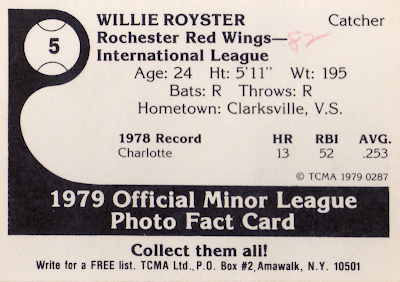 5
WILLIE ROYSTER Catcher
Rochester Red Wings— 82
International League
Age: 24 Ht: 5'11" Wt: 195
Bats: R Throws: R
Hometown: Clarksville, V.S.
1978 Record HR RBI AVG.
Charlotte 13 52 .253
© TCMA 1979 0287
1979 Official Minor League
Photo Fact Card
Collect them all!
Write for a FREE list. TCMA Ltd., P.O. Box #2, Amawalk, N.Y. 10501